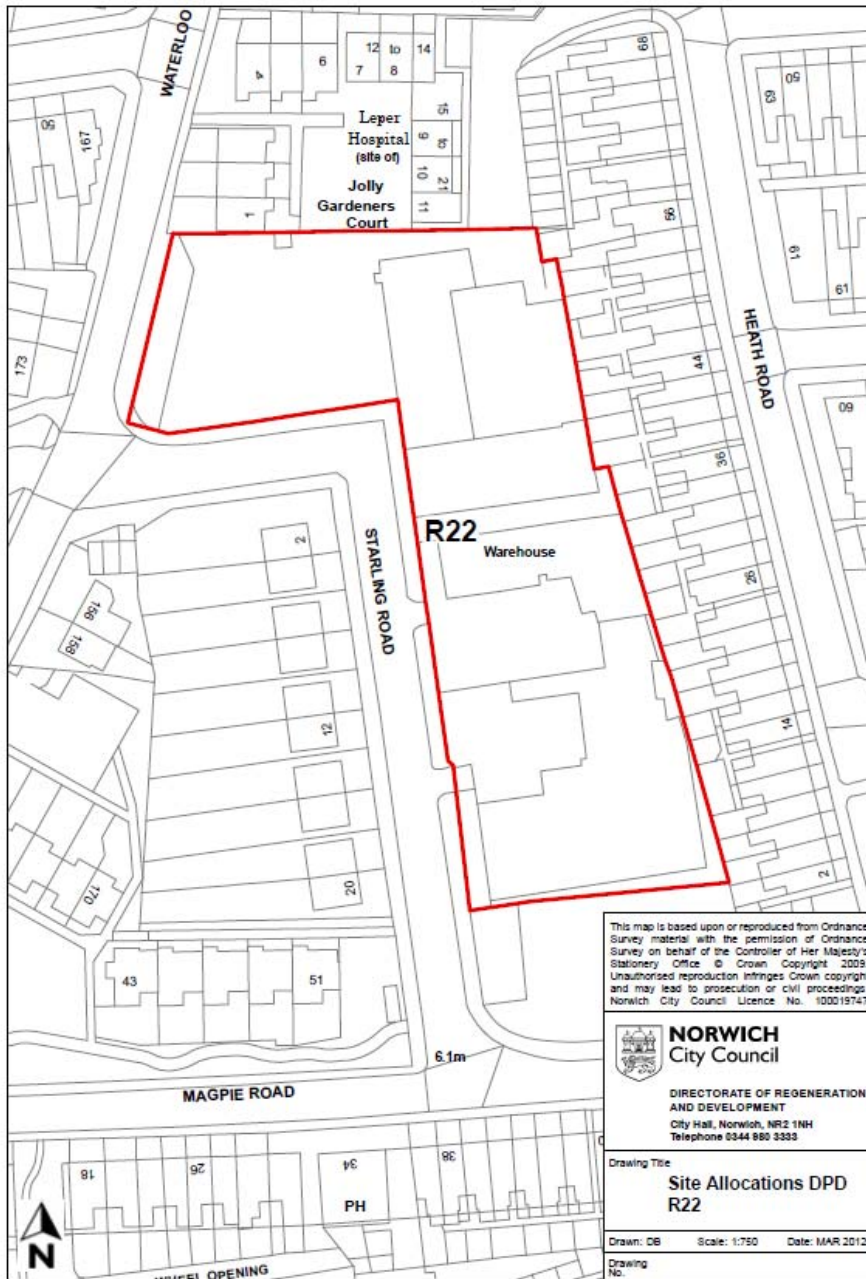 WATERLOO
4
6
12 to 14
7 8
68
50
63
50
167
15
Leper
Hospital
(site of)
9 to
10 21
11
Jolly
Gardeners
Court
1
56
61
61
173
HEATH ROAD
44
60
36
R22
Warehouse
2
STARLING ROAD
26
156
158
12
14
170
20
2
43
51
6.1m
MAGPIE ROAD
18
26
34
38
PH
WHEEL OPENING
N
This map is based upon or reproduced from Ordnance
Survey material with the permission of Ordnance
Survey on behalf of the Controller of Her Majesty's
Stationery Office © Crown Copyright 2009.
Unauthorised reproduction infringes Crown copyright
and may lead to prosecution or civil proceedings.
Norwich City Council Licence No. 100019747
NORWICH
City Council
DIRECTORATE OF REGENERATION
AND DEVELOPMENT
City Hall, Norwich, NR2 1NH
Telephone 0344 980 3333
Drawing Title
Site Allocations DPD
R22
Drawn: DB Scale: 1:750 Date: MAR 2012
Drawing
No.